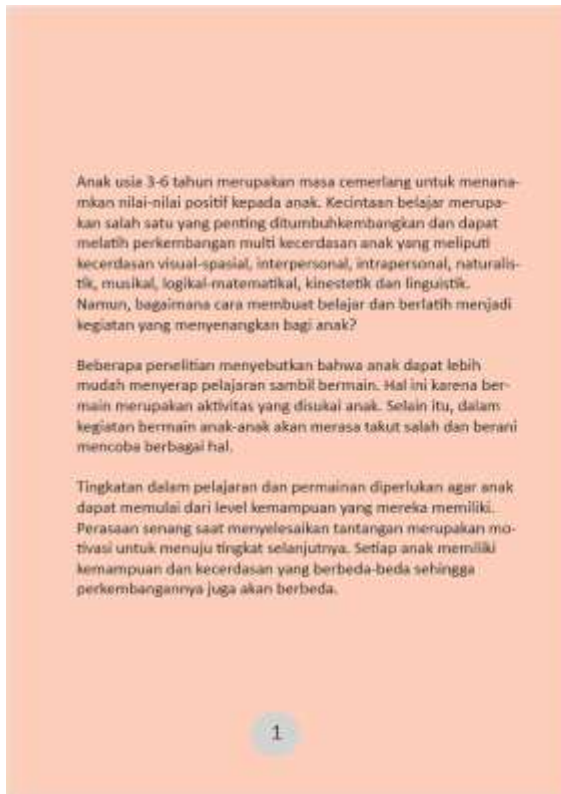 Anak usia 3-6 tahun merupakan masa cemerlang untuk menana-
mkan nilai-nilai positif kepada anak. Kecintaan belajar merupa-
kan salah satu yang penting ditumbuhkembangkan dan dapat
melatih perkembangan multi kecerdasan anak yang meliputi
kecerdasan visual-spasial, interpersonal, intrapersonal, naturalis-
tik, musikal, logikal-matematikal, kinestetik dan linguistik.
Namun, bagaimana cara membuat belajar dan berlatih menjadi
kegiatan yang menyenangkan bagi anak?
Beberapa penelitian menyebutkan bahwa anak dapat lebih
mudah menyerap pelajaran sambil bermain. Hal ini karena ber-
main merupakan aktivitas yang disukai anak. Selain itu, dalam
kegiatan bermain anak-anak akan merasa takut salah dan berani
mencoba berbagai hal.
Tingkatan dalam pelajaran dan permainan diperlukan agar anak
dapat memulai dari level kemampuan yang mereka memiliki.
Perasaan senang saat menyelesaikan tantangan merupakan mo-
tivasi untuk menuju tingkat selanjutnya. Setiap anak memiliki
kemampuan dan kecerdasan yang berbeda-beda sehingga
perkembangannya juga akan berbeda.
1